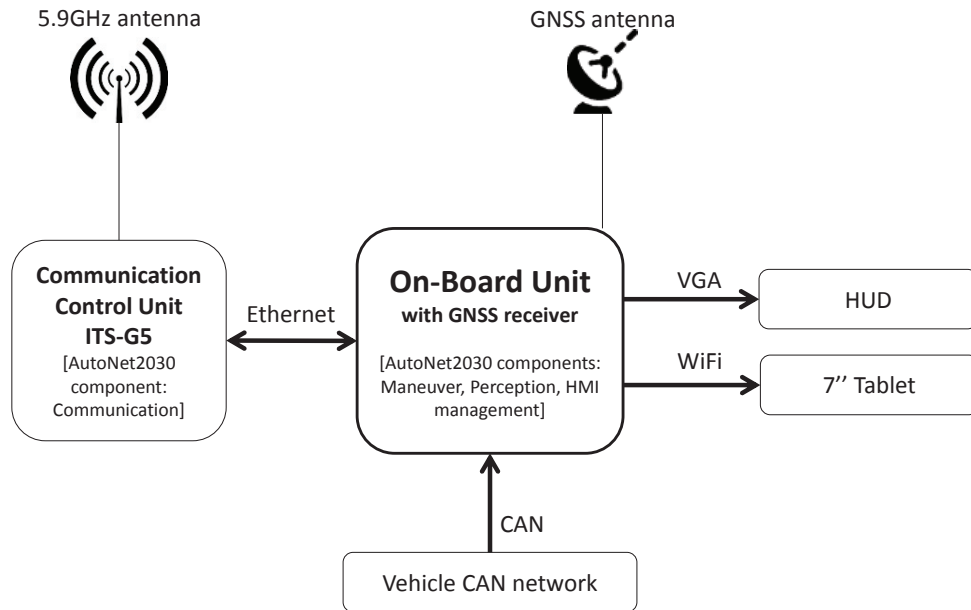 5.9GHz antenna
GNSS antenna
Communication
Control Unit
ITS-G5
[AutoNet2030
component:
Communication]
Ethernet
On-Board Unit
with GNSS receiver
[AutoNet2030 components:
Maneuver, Perception, HMI
management]
VGA
HUD
WiFi
7’’ Tablet
CAN
Vehicle CAN network